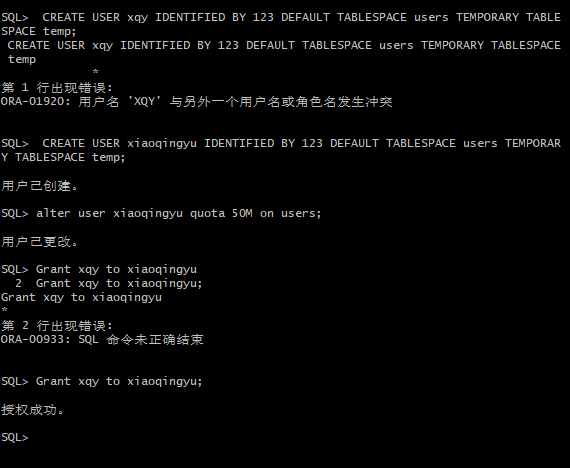 SQL>  CREATE USER xqy IDENTIFIED BY 123 DEFAULT TABLESPACE users TEMPORARY TABLE
SPACE temp;
 CREATE USER xqy IDENTIFIED BY 123 DEFAULT TABLESPACE users TEMPORARY TABLESPACE
 temp
             *
第 1 行出现错误:
ORA-01920: 用户名 'XQY' 与另外一个用户名或角色名发生冲突
SQL>  CREATE USER xiaoqingyu IDENTIFIED BY 123 DEFAULT TABLESPACE users TEMPORAR
Y TABLESPACE temp;
用户已创建。
SQL> alter user xiaoqingyu quota 50M on users;
用户已更改。
SQL> Grant xqy to xiaoqingyu
  2  Grant xqy to xiaoqingyu;
Grant xqy to xiaoqingyu
*
第 2 行出现错误:
ORA-00933: SQL 命令未正确结束
SQL> Grant xqy to xiaoqingyu;
授权成功。
SQL>